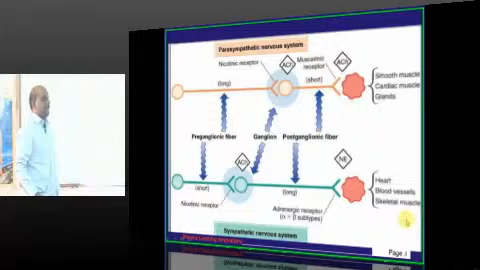 Parasympathetic nervous system
Nicotinic receptor
ACh
Muscarinic
receptor
ACh
(long)
(short)
Smooth muscle
Cardiac muscle
Glands
Preganglionic fiber
Ganglion
Postganglionic fiber
ACh
NE
(short)
(long)
Nicotinic receptor
Adrenergic receptor
(α > β subtypes)
Heart
Blood vessels
Skeletal muscle
Sympathetic nervous system
Page 3